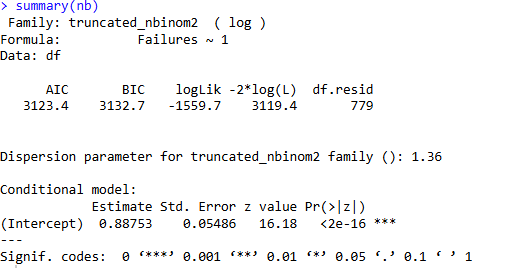 > summary(nb)
 Family: truncated_nbinom2  ( log )
Formula:          Failures ~ 1
Data: df

      AIC       BIC    logLik -2*log(L)  df.resid 
   3123.4    3132.7   -1559.7    3119.4       779 


Dispersion parameter for truncated_nbinom2 family (): 1.36 

Conditional model:
            Estimate Std. Error z value Pr(>|z|)    
(Intercept)  0.88753    0.05486   16.18   <2e-16 ***
---
Signif. codes:  0 ‘***’ 0.001 ‘**’ 0.01 ‘*’ 0.05 ‘.’ 0.1 ‘ ’ 1